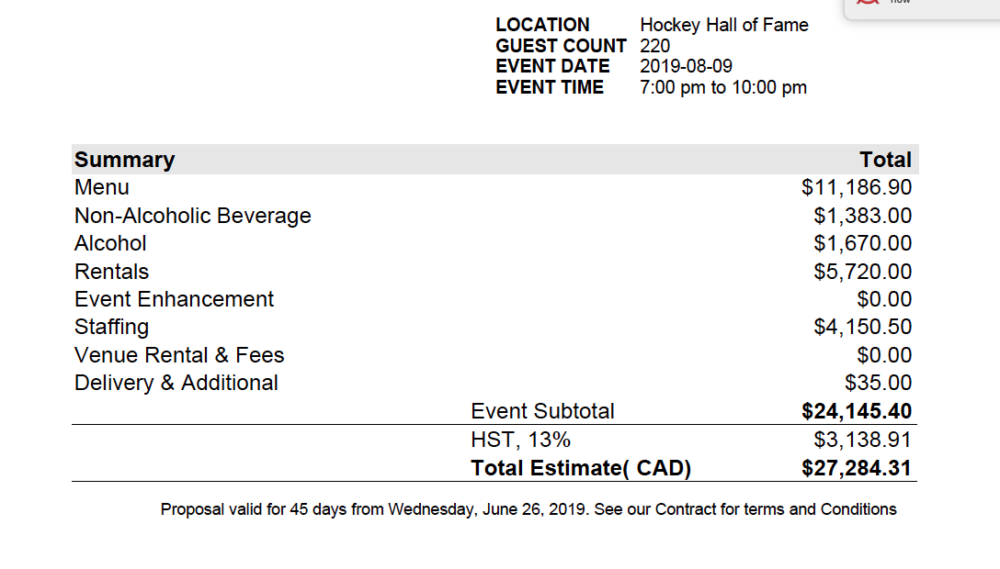 now
LOCATION Hockey Hall of Fame
GUEST COUNT 220
EVENT DATE 2019-08-09
EVENT TIME 7:00 pm to 10:00 pm
Summary Total
Menu $11,186.90
Non-Alcoholic Beverage $1,383.00
Alcohol $1,670.00
Rentals $5,720.00
Event Enhancement $0.00
Staffing $4,150.50
Venue Rental & Fees $0.00
Delivery & Additional $35.00
Event Subtotal $24,145.40
HST, 13% $3,138.91
Total Estimate( CAD) $27,284.31
Proposal valid for 45 days from Wednesday, June 26, 2019. See our Contract for terms and Conditions